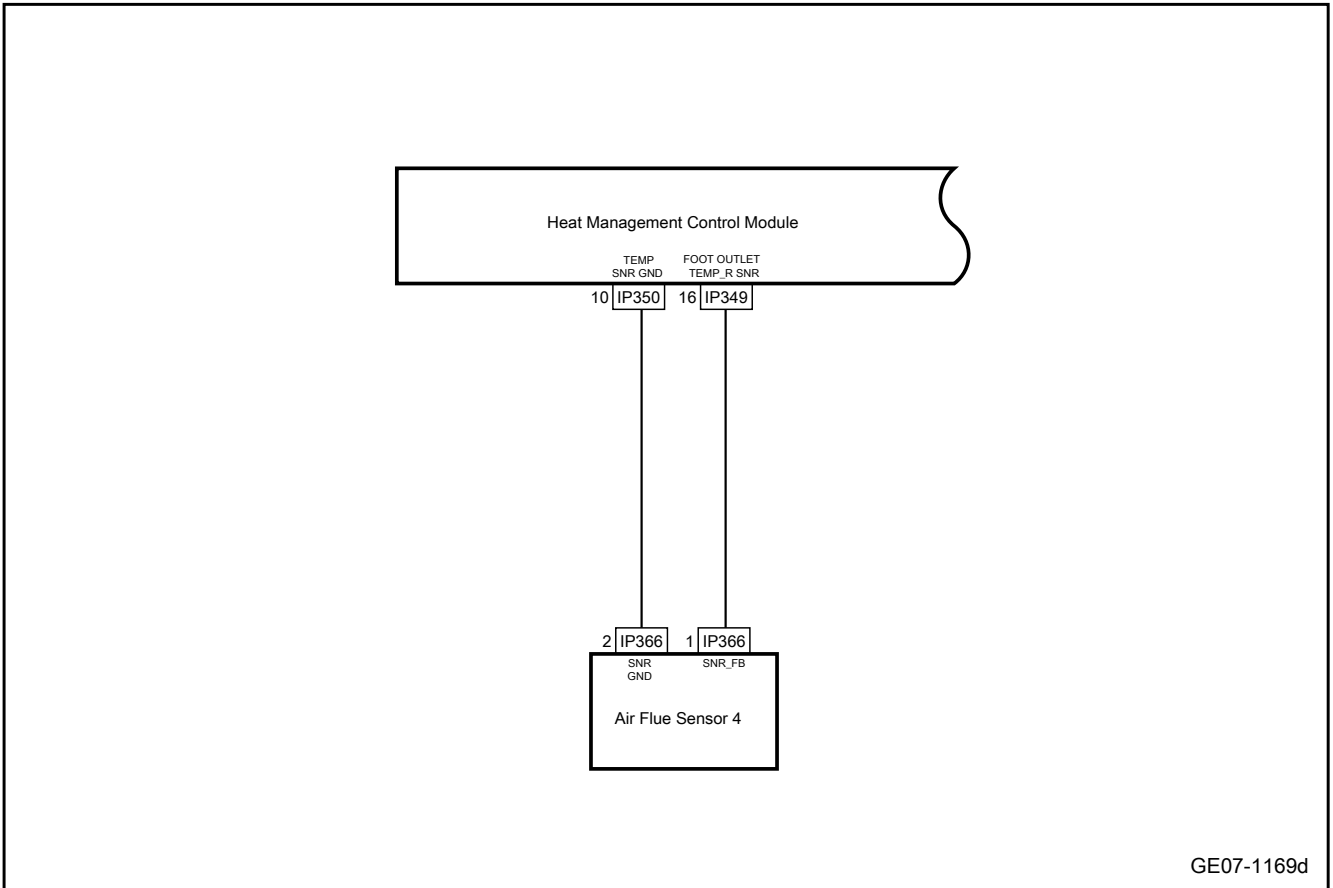 Heat Management Control Module
TEMP
SNR GND
FOOT OUTLET
TEMP_R SNR
10 IP350 16 IP349
2 IP366 1 IP366
SNR
GND
SNR_FB
Air Flue Sensor 4
GE07-1169d